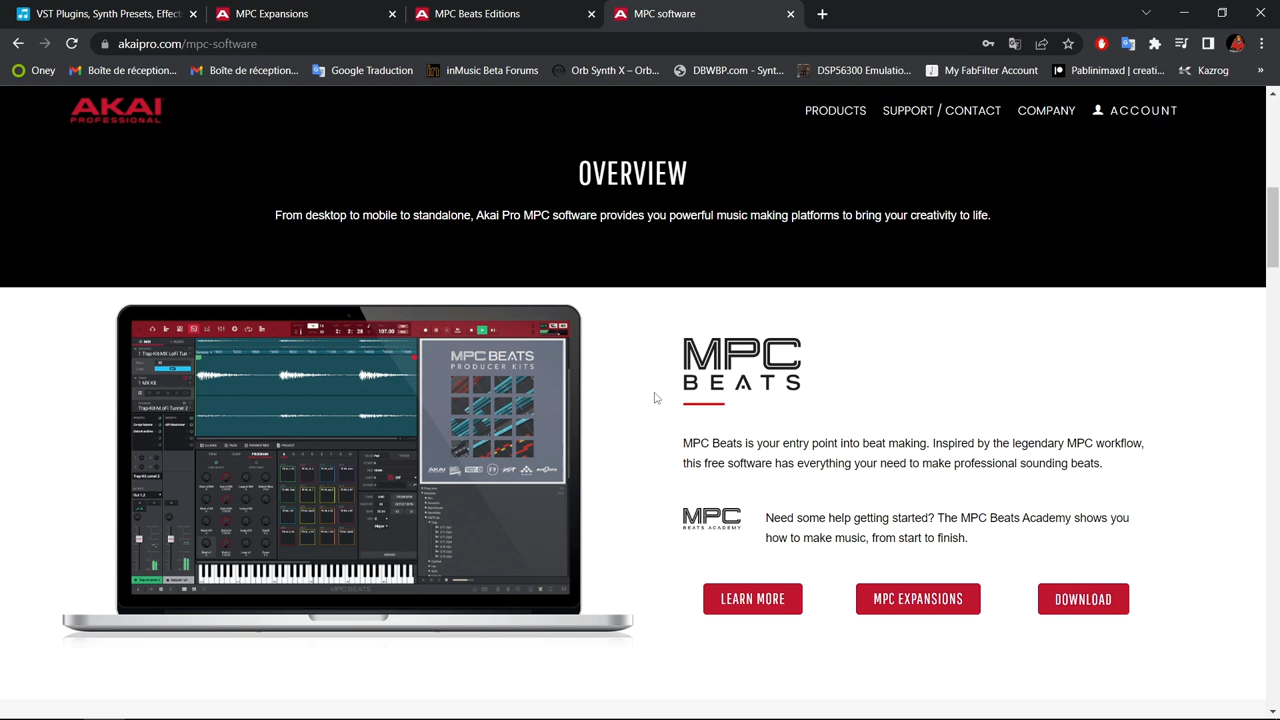 VST Plugins, Synth Presets, Effect
MPC Expansions
MPC Beats Editions
MPC software
akaipro.com/mpc-software
Oney
Boîte de réception...
Boîte de réception...
Google Traduction
inMusic Beta Forums
Orb Synth X – Orb...
DBWBP.com - Synt...
DSP56300 Emulatio...
My FabFilter Account
Pablinimaxd | creati...
Kazrog
»
AKAI
PROFESSIONAL
PRODUCTS
SUPPORT / CONTACT
COMPANY
ACCOUNT
OVERVIEW
From desktop to mobile to standalone, Akai Pro MPC software provides you powerful music making platforms to bring your creativity to life.
MPC BEATS
PRODUCER KITS
MPC BEATS
MPC
BEATS
MPC Beats is your entry point into beat making. Inspired by the legendary MPC workflow,
this free software has everything your need to make professional sounding beats.
MPC
BEATS ACADEMY
Need some help getting started? The MPC Beats Academy shows you
how to make music, from start to finish.
LEARN MORE
MPC EXPANSIONS
DOWNLOAD